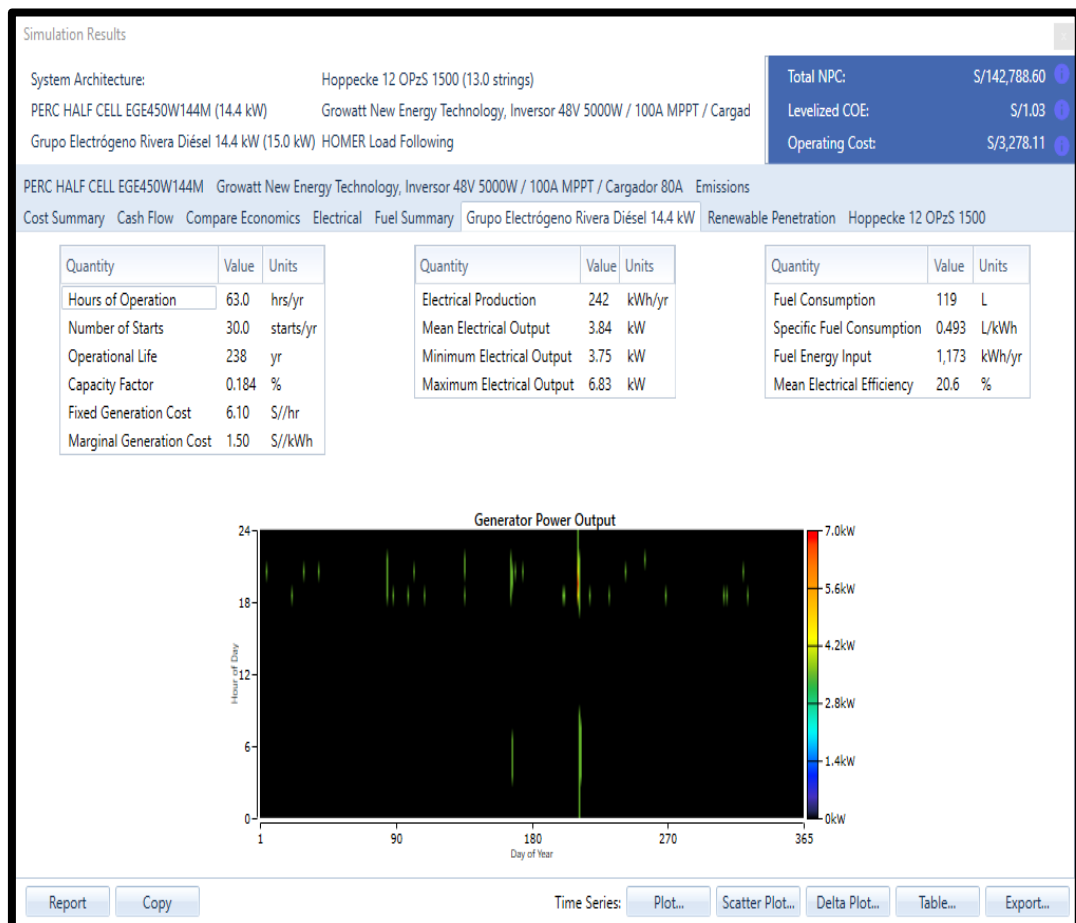 Simulation Results
System Architecture: Hoppecke 12 OPzS 1500 (13.0 strings)
PERC HALF CELL EGE450W144M (14.4 kW) Growatt New Energy Technology, Inversor 48V 5000W / 100A MPPT / Cargad
Grupo Electrógeno Rivera Diésel 14.4 kW (15.0 kW) HOMER Load Following
Total NPC: S/142,788.60
Levelized COE: S/1.03
Operating Cost: S/3,278.11
PERC HALF CELL EGE450W144M Growatt New Energy Technology, Inversor 48V 5000W / 100A MPPT / Cargador 80A Emissions
Cost Summary Cash Flow Compare Economics Electrical Fuel Summary Grupo Electrógeno Rivera Diésel 14.4 kW Renewable Penetration Hoppecke 12 OPzS 1500
Quantity Value Units
Hours of Operation 63.0 hrs/yr
Number of Starts 30.0 starts/yr
Operational Life 238 yr
Capacity Factor 0.184 %
Fixed Generation Cost 6.10 S//hr
Marginal Generation Cost 1.50 S//kWh
Quantity Value Units
Electrical Production 242 kWh/yr
Mean Electrical Output 3.84 kW
Minimum Electrical Output 3.75 kW
Maximum Electrical Output 6.83 kW
Quantity Value Units
Fuel Consumption 119 L
Specific Fuel Consumption 0.493 L/kWh
Fuel Energy Input 1,173 kWh/yr
Mean Electrical Efficiency 20.6 %
Generator Power Output
24
18
12
6
0
Hour of Day
1 90 180 270 365
Day of Year
7.0kW
5.6kW
4.2kW
2.8kW
1.4kW
0kW
Report Copy Time Series: Plot... Scatter Plot... Delta Plot... Table... Export...